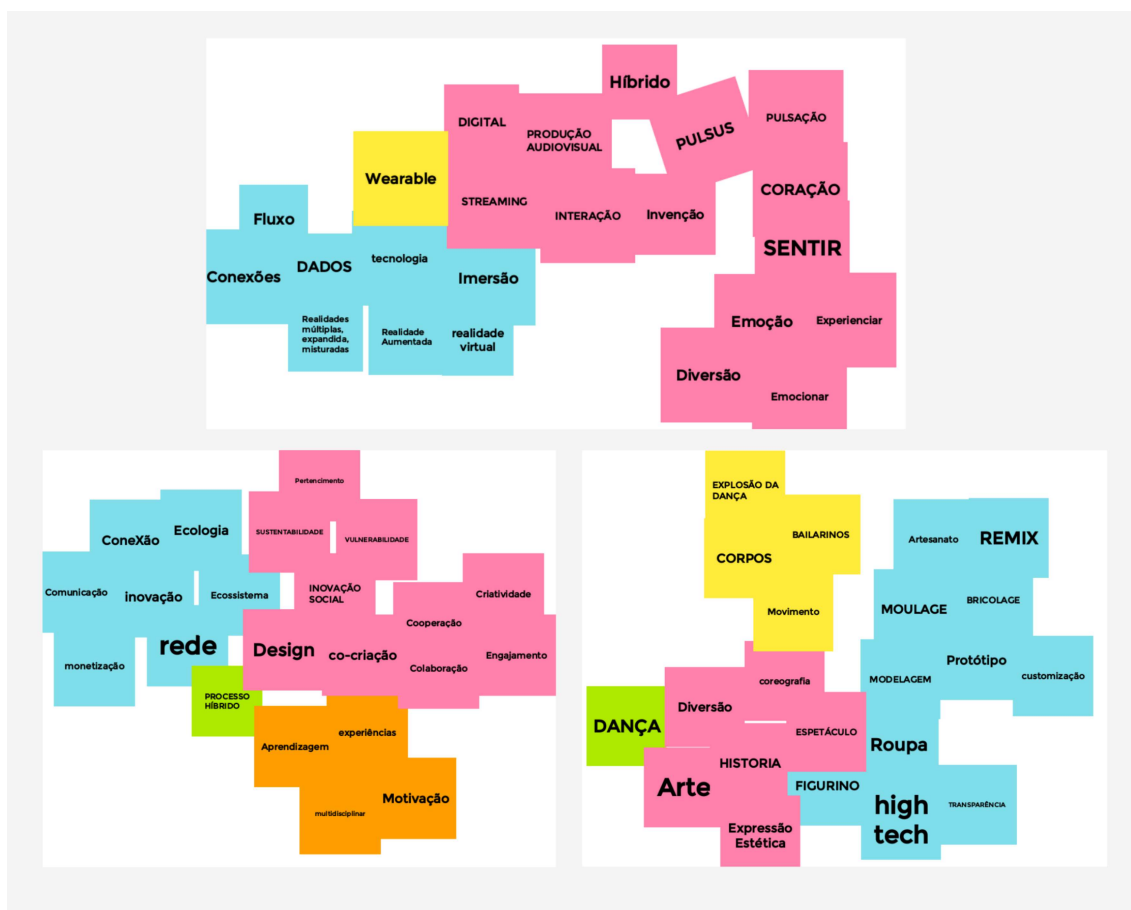 Híbrido
DIGITAL
PRODUÇÃO
AUDIOVISUAL
PULSUS
PULSAÇÃO
Wearable
CORAÇÃO
STREAMING
INTERAÇÃO
Invenção
Fluxo
SENTIR
Conexões
DADOS
tecnologia
Imersão
Realidades
múltiplas,
expandida,
misturadas
Realidade
Aumentada
realidade
virtual
Emoção
Experienciar
Diversão
Emocionar
Pertencimento
ConeXão
Ecologia
SUSTENTABILIDADE
VULNERABILIDADE
Comunicação
inovação
Ecossistema
INOVAÇÃO
SOCIAL
Criatividade
Cooperação
rede
Design
co-criação
Colaboração
Engajamento
monetização
PROCESSO
HÍBRIDO
Aprendizagem
experiências
Motivação
multidisciplinar
EXPLOSÃO DA
DANÇA
BAILARINOS
CORPOS
Movimento
Artesanato
REMIX
MOULAGE
BRICOLAGE
Protótipo
MODELAGEM
customização
coreografia
Diversão
DANÇA
ESPETÁCULO
Roupa
HISTORIA
Arte
FIGURINO
high
tech
TRANSPARÊNCIA
Expressão
Estética